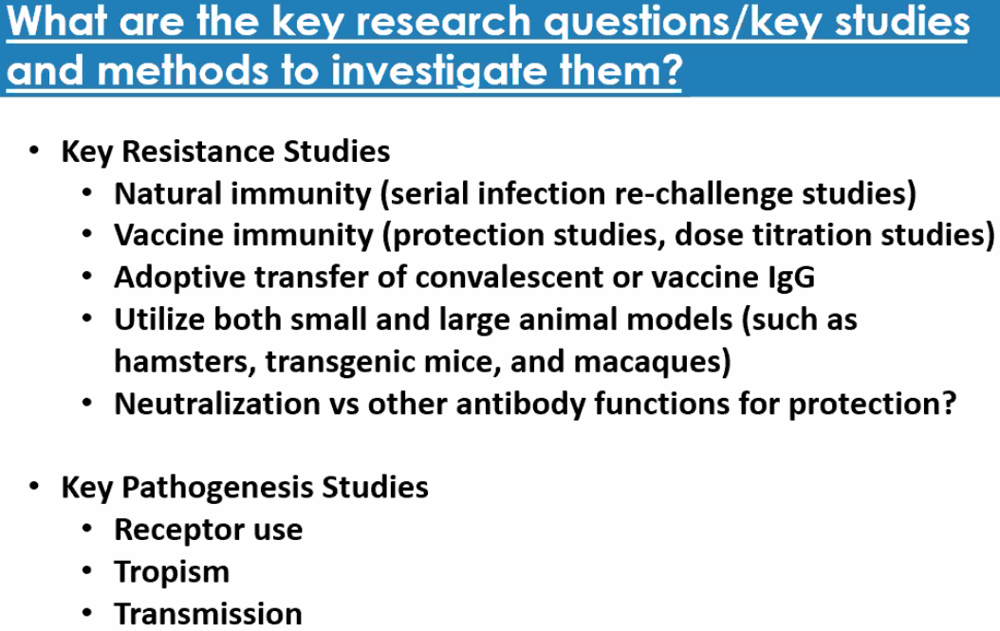 What are the key research questions/key studies
and methods to investigate them?
• Key Resistance Studies
• Natural immunity (serial infection re-challenge studies)
• Vaccine immunity (protection studies, dose titration studies)
• Adoptive transfer of convalescent or vaccine IgG
• Utilize both small and large animal models (such as
hamsters, transgenic mice, and macaques)
• Neutralization vs other antibody functions for protection?
• Key Pathogenesis Studies
• Receptor use
• Tropism
• Transmission